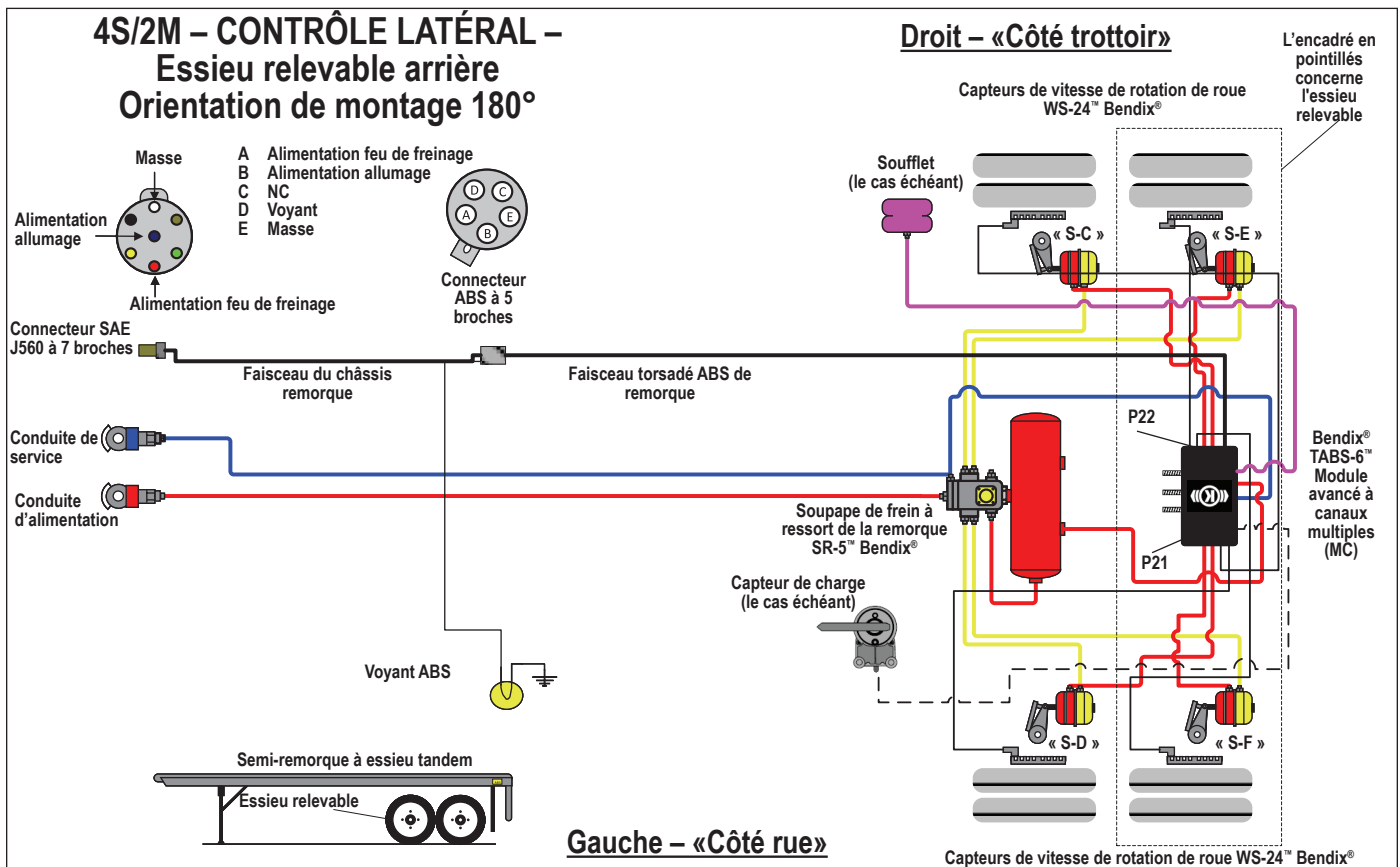 4S/2M – CONTRÔLE LATÉRAL –
Essieu relevable arrière
Orientation de montage 180°
Droit – «Côté trottoir»
L'encadré en
pointillés
concerne
l'essieu
relevable
Capteurs de vitesse de rotation de roue
WS-24™ Bendix®
Masse
Alimentation
allumage
Alimentation feu de freinage
A Alimentation feu de freinage
B Alimentation allumage
C NC
D Voyant
E Masse
D
C
A
E
B
Connecteur
ABS à 5
broches
Soufflet
(le cas échéant)
« S-C »
« S-E »
Connecteur SAE
J560 à 7 broches
Faisceau du châssis
remorque
Faisceau torsadé ABS de
remorque
Conduite de
service
Conduite
d'alimentation
Soupape de frein à
ressort de la remorque
SR-5™ Bendix®
P22
P21
K
Bendix®
TABS-6™
Module
avancé à
canaux
multiples
(MC)
Capteur de charge
(le cas échéant)
Voyant ABS
« S-D »
« S-F »
Semi-remorque à essieu tandem
Essieu relevable
Gauche – «Côté rue»
Capteurs de vitesse de rotation de roue WS-24™ Bendix®